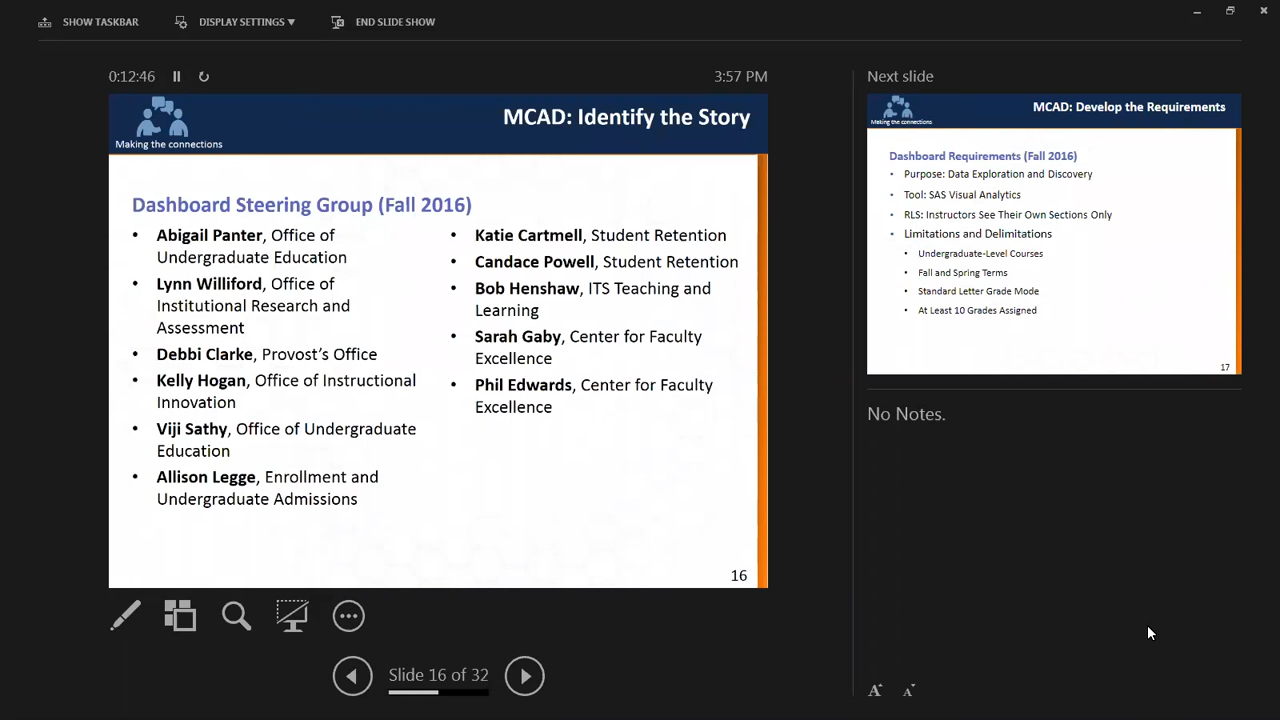 SHOW TASKBAR
DISPLAY SETTINGS ▼
END SLIDE SHOW
0:12:46
3:57 PM
Making the connections
MCAD: Identify the Story
Dashboard Steering Group (Fall 2016)
• Abigail Panter, Office of
Undergraduate Education
• Lynn Williford, Office of
Institutional Research and
Assessment
• Debbi Clarke, Provost’s Office
• Kelly Hogan, Office of Instructional
Innovation
• Viji Sathy, Office of Undergraduate
Education
• Allison Legge, Enrollment and
Undergraduate Admissions
• Katie Cartmell, Student Retention
• Candace Powell, Student Retention
• Bob Henshaw, ITS Teaching and
Learning
• Sarah Gaby, Center for Faculty
Excellence
• Phil Edwards, Center for Faculty
Excellence
16
Slide 16 of 32
Next slide
Making the connections
MCAD: Develop the Requirements
Dashboard Requirements (Fall 2016)
• Purpose: Data Exploration and Discovery
• Tool: SAS Visual Analytics
• RLS: Instructors See Their Own Sections Only
• Limitations and Delimitations
• Undergraduate-Level Courses
• Fall and Spring Terms
• Standard Letter Grade Mode
• At Least 10 Grades Assigned
17
No Notes.
A A